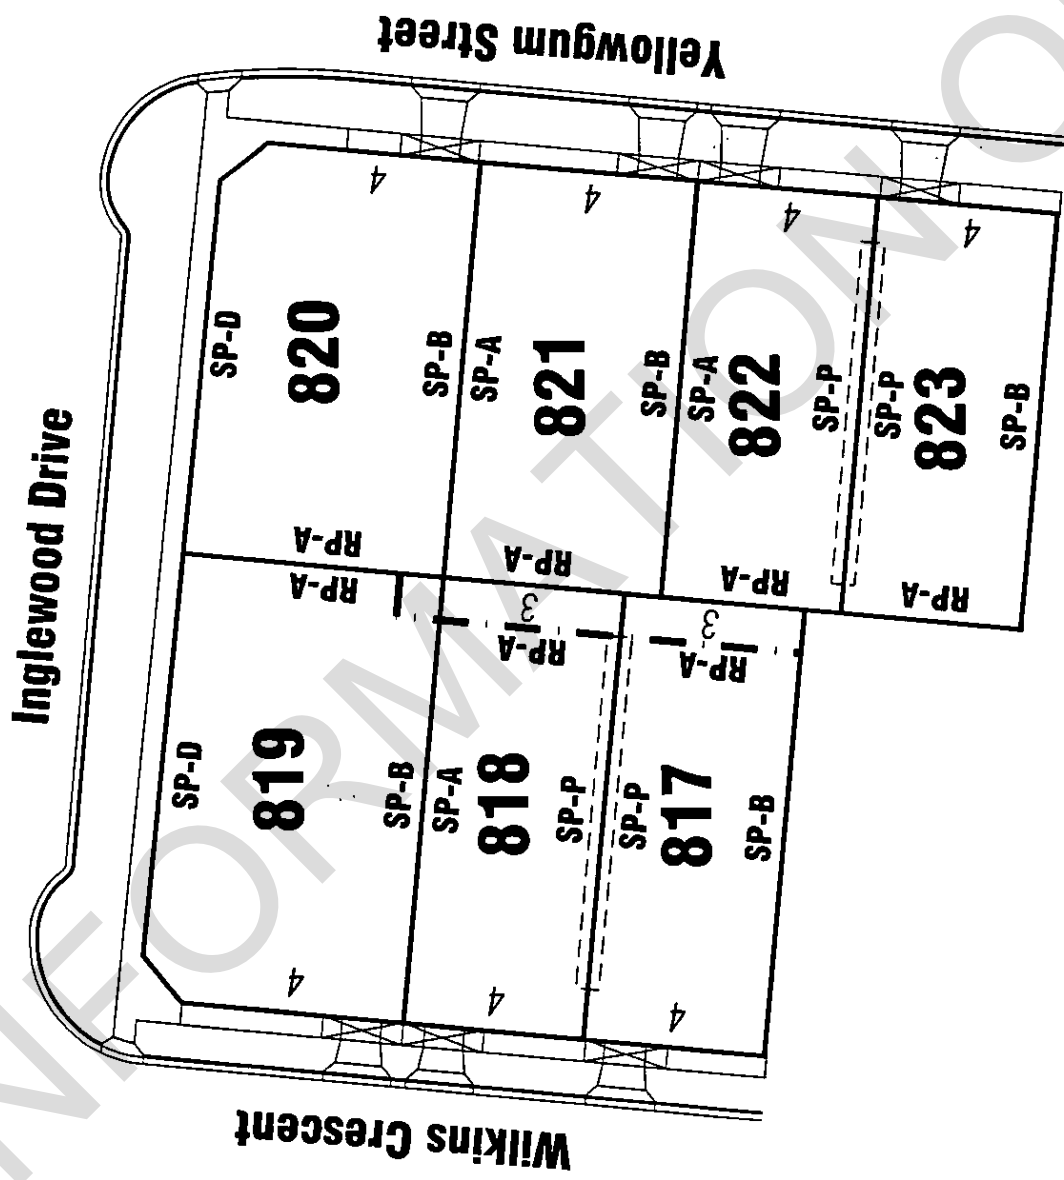 Yellowgum Street
Inglewood Drive
4
4
4
4
SP-D
820
SP-B
SP-A
821
SP-B
SP-A
822
SP-P
SP-P
823
SP-B
RP-A
RP-A
RP-A
RP-A
RP-A
3
RP-A
3
RP-A
SP-D
819
SP-B
SP-A
818
SP-P
SP-P
817
SP-B
4
4
4
Wilkins Crescent
INFORMATION O